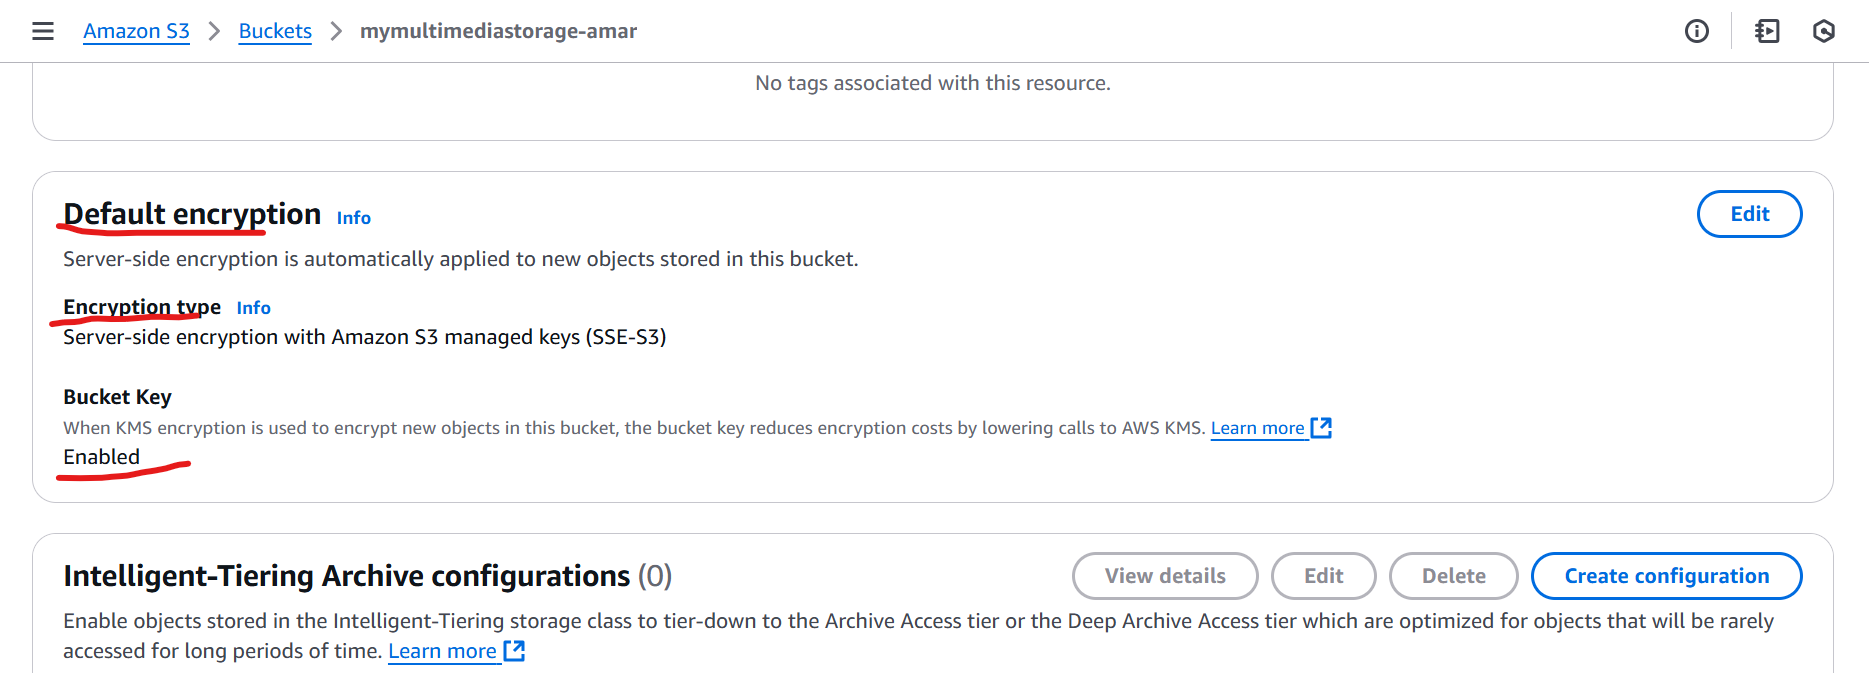 Amazon S3 > Buckets > mymultimediastorage-amar
No tags associated with this resource.
Default encryption Info
Edit
Server-side encryption is automatically applied to new objects stored in this bucket.
Encryption type Info
Server-side encryption with Amazon S3 managed keys (SSE-S3)
Bucket Key
When KMS encryption is used to encrypt new objects in this bucket, the bucket key reduces encryption costs by lowering calls to AWS KMS. Learn more
Enabled
Intelligent-Tiering Archive configurations (0)
View details Edit Delete Create configuration
Enable objects stored in the Intelligent-Tiering storage class to tier-down to the Archive Access tier or the Deep Archive Access tier which are optimized for objects that will be rarely
accessed for long periods of time. Learn more